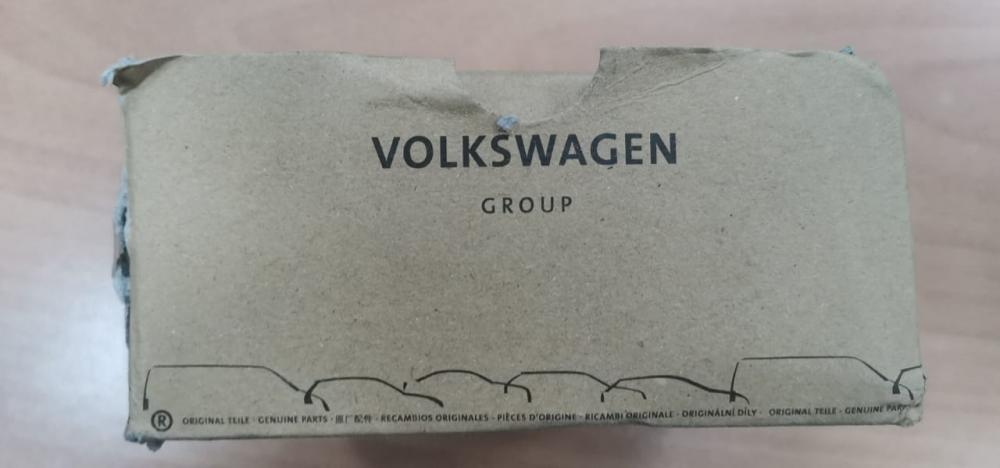 VOLKSWAGEN
GROUP
® ORIGINAL TEILE · GENUINE PARTS · 原厂配件 · RECAMBIOS ORIGINALES · PIÈCES D'ORIGINE · RICAMBI ORIGINALE · ORIGINÁLNÍ DÍLY · ORIGINAL TEILE · GENUINE PAR